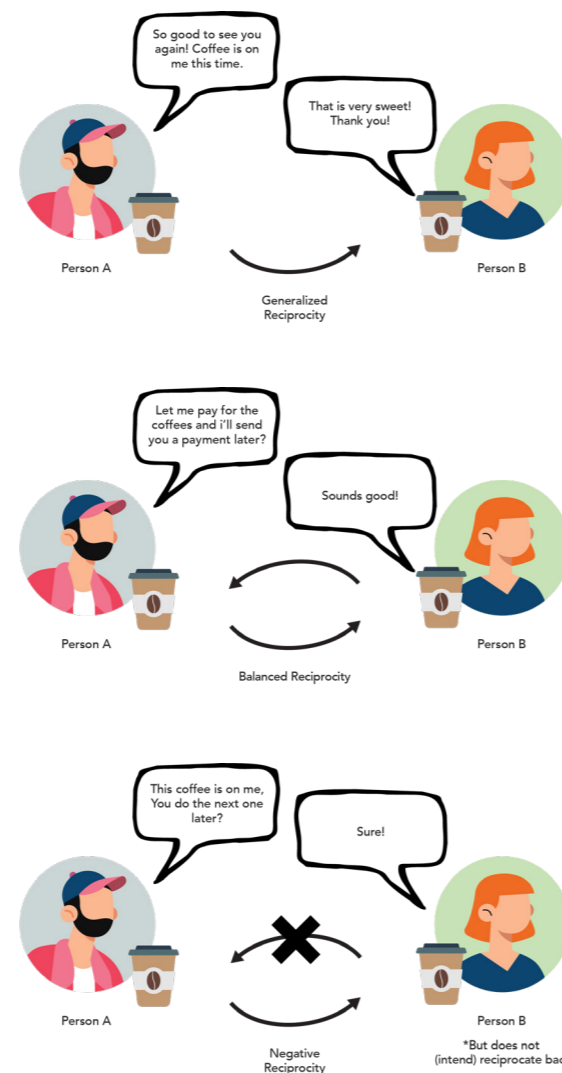 So good to see you
again! Coffee is on
me this time.
That is very sweet!
Thank you!
Person A
Person B
Generalized
Reciprocity
Let me pay for the
coffees and i'll send
you a payment later?
Sounds good!
Person A
Person B
Balanced Reciprocity
This coffee is on me,
You do the next one
later?
Sure!
Person A
Person B
*But does not
(intend) reciprocate
Negative
Reciprocity